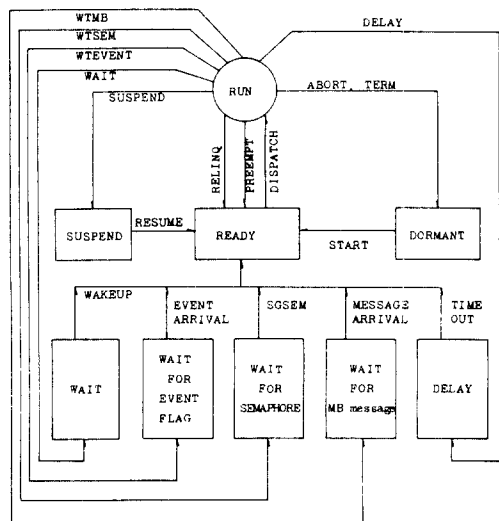 WTMB
DELAY
WTSEM
WTEVENT
WAIT
SUSPEND
RUN
ABORT, TERM
RELINQ
PREEMPT
DISPATCH
SUSPEND
RESUME
READY
START
DORMANT
WAKEUP
EVENT
ARRIVAL
SGSEM
MESSAGE
ARRIVAL
TIME
OUT
WAIT
WAIT
FOR
EVENT
FLAG
WAIT
FOR
SEMAPHORE
WAIT
FOR
MB message
DELAY